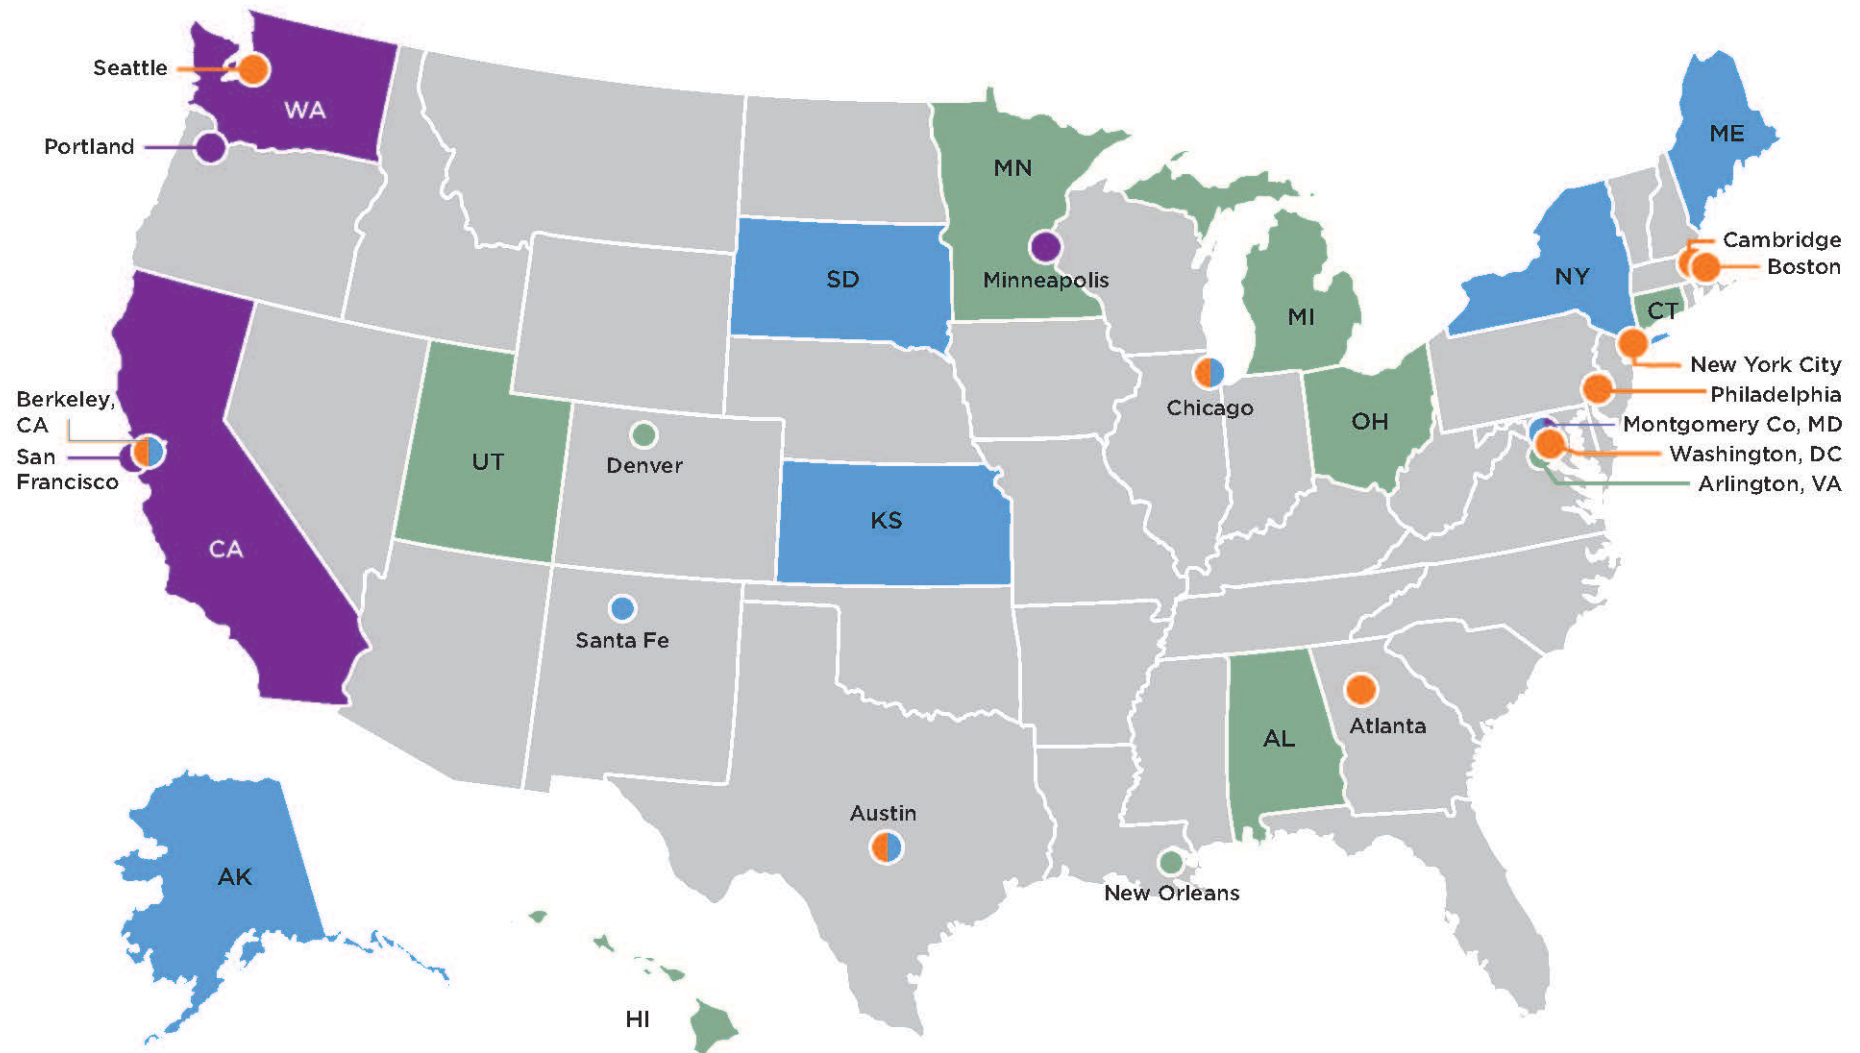 Seattle
WA
Portland
MN
ME
SD
Minneapolis
NY
Cambridge
Boston
MI
CT
New York City
Philadelphia
Berkeley,
CA
San
Francisco
Chicago
OH
Montgomery Co, MD
Washington, DC
Arlington, VA
UT
Denver
KS
CA
Santa Fe
AL
Atlanta
Austin
AK
New Orleans
HI